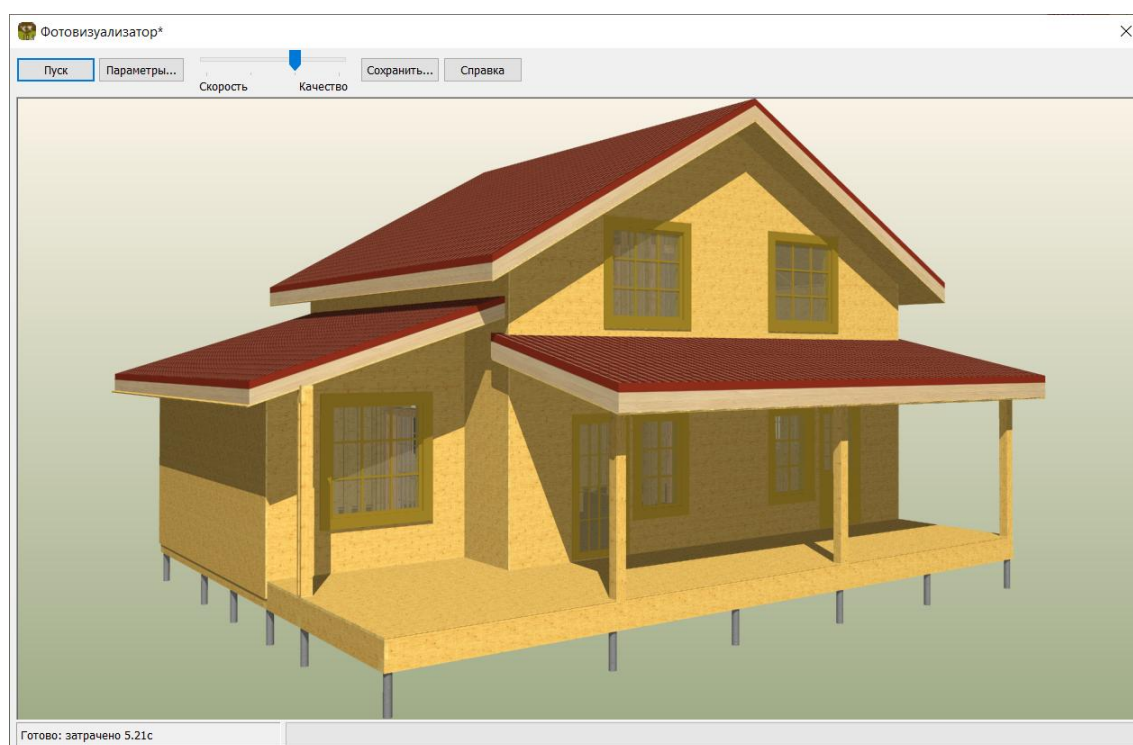 Фотовизуализатор*
Пуск Параметры... Сохранить... Справка
Скорость Качество
Готово: затрачено 5.21с